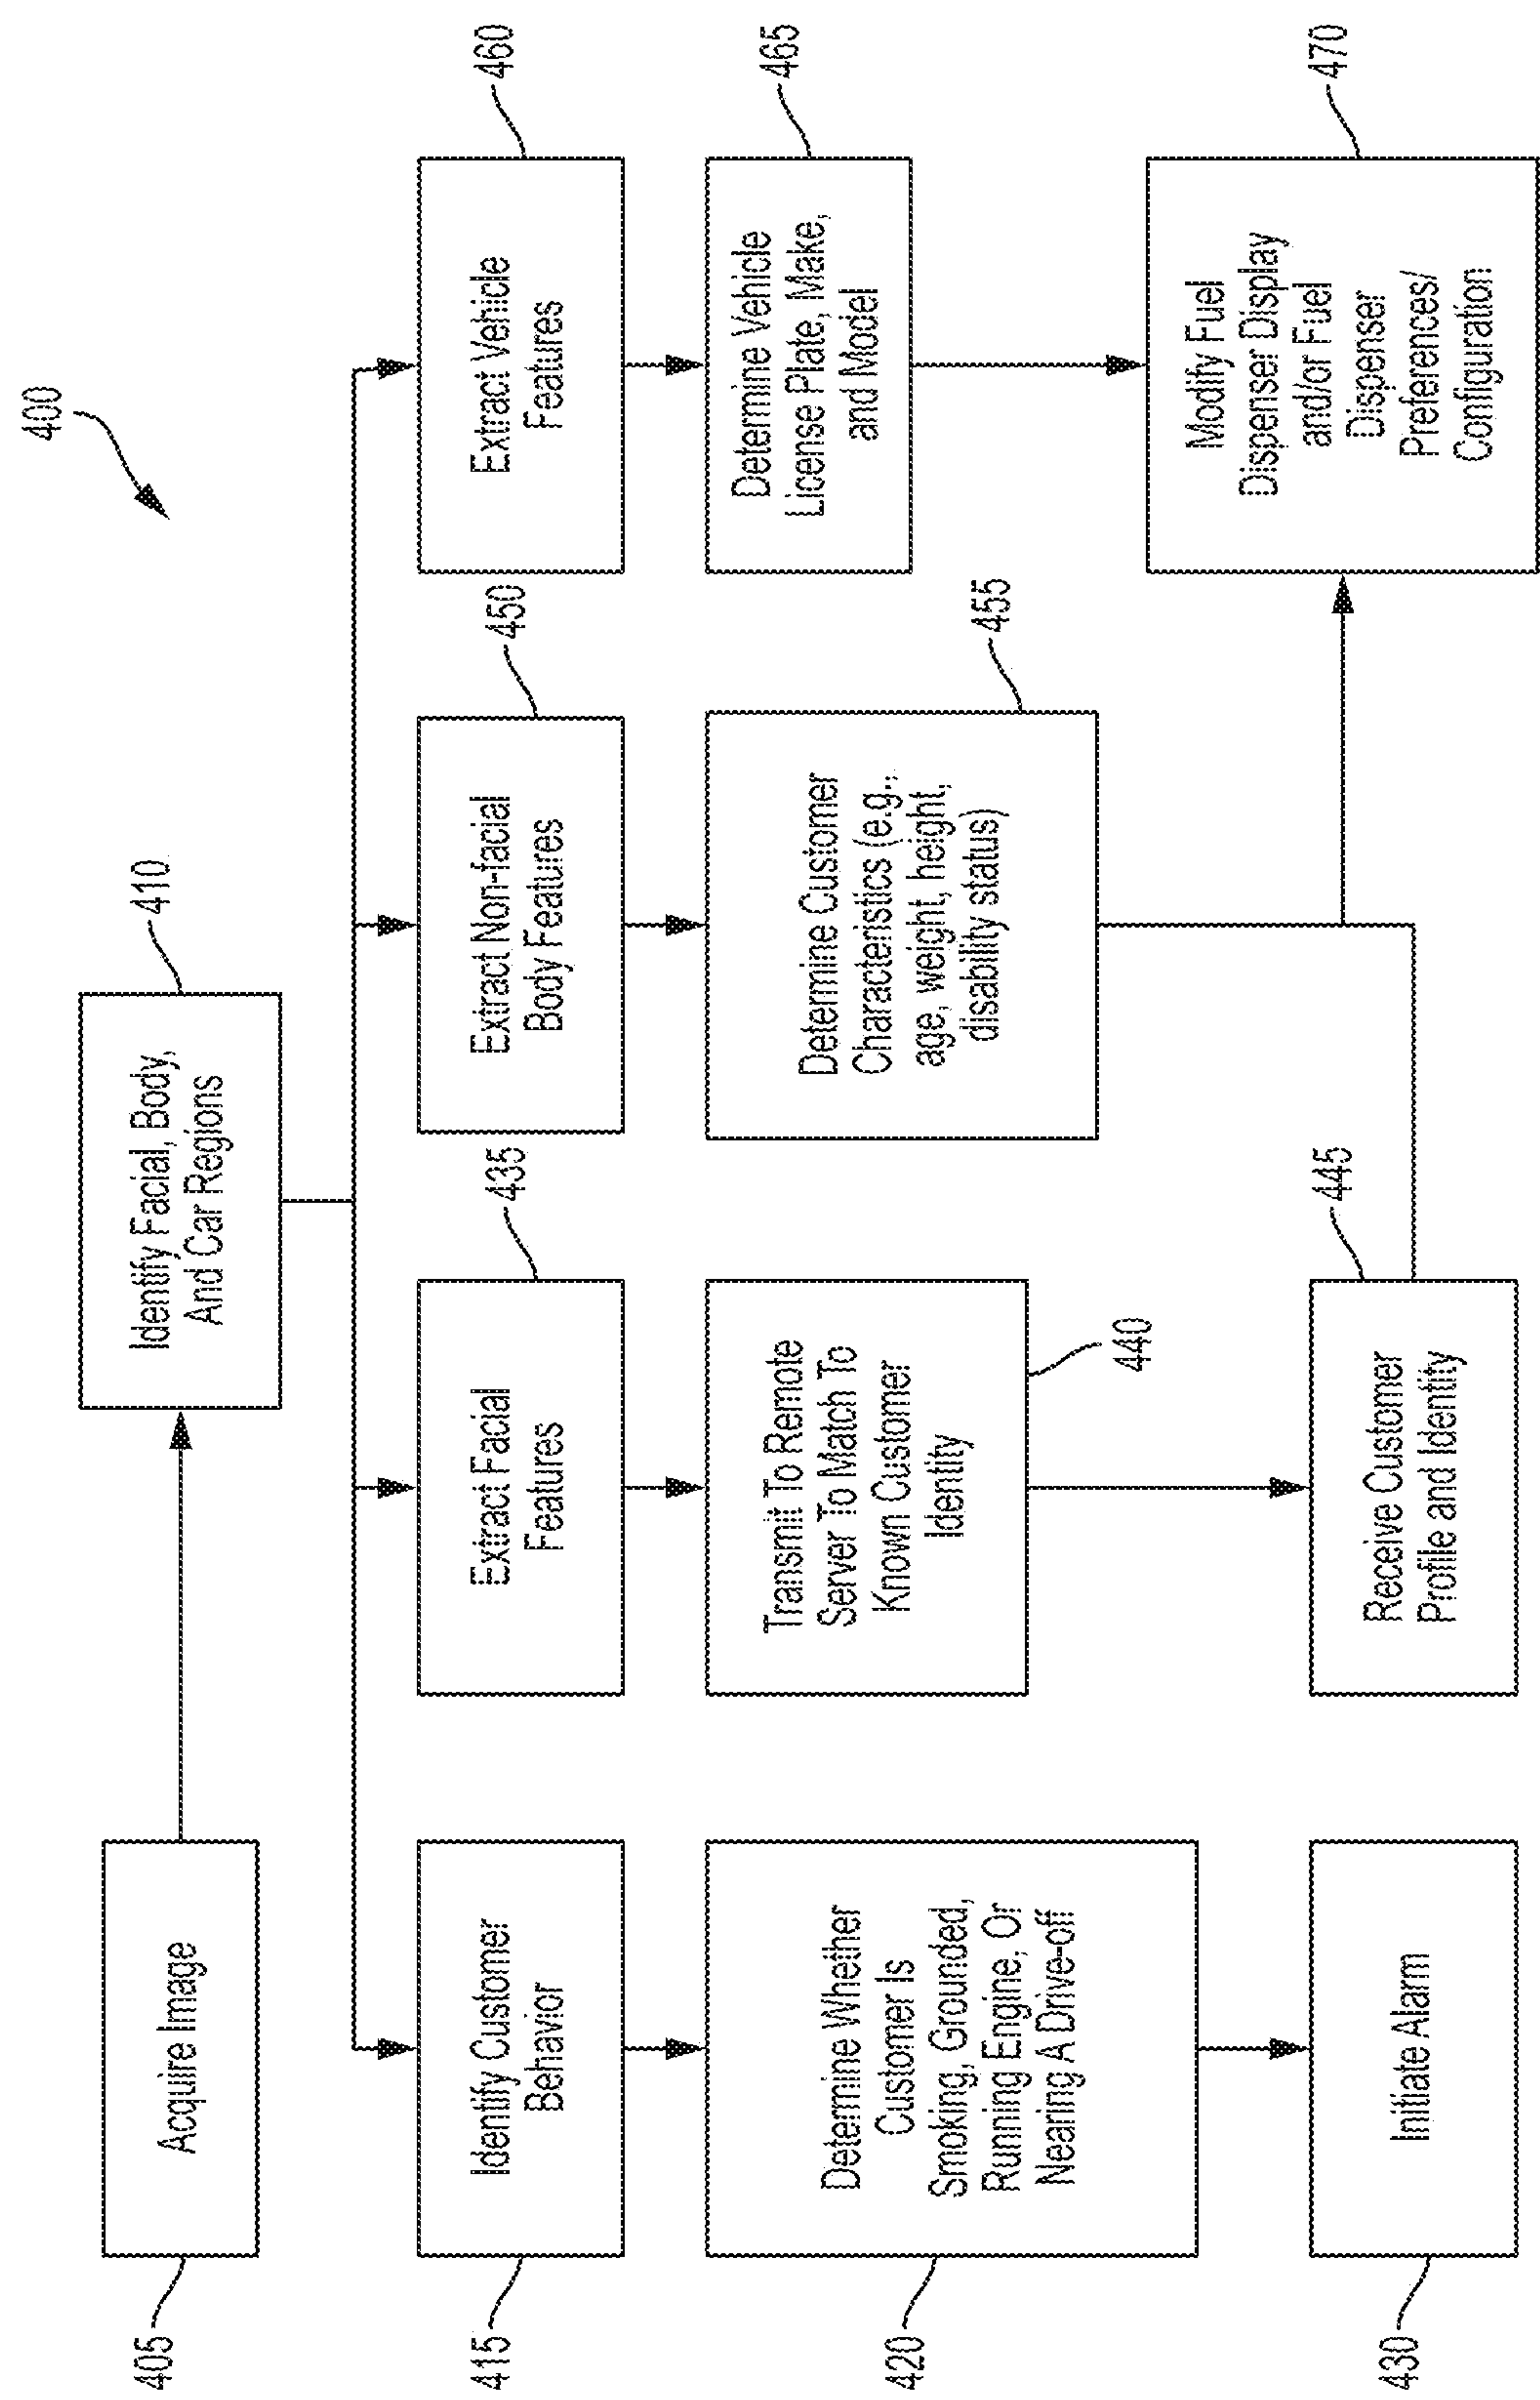 400
405
Acquire Image
410
Identify Facial, Body,
And Car Regions
415
Identify Customer
Behavior
435
Extract Facial
Features
450
Extract Non-facial
Body Features
460
Extract Vehicle
Features
420
Determine Whether
Customer Is
Smoking, Grounded,
Running Engine, Or
Nearing A Drive-off
440
Transmit To Remote
Server To Match To
Known Customer
Identity
455
Determine Customer
Characteristics (e.g.,
age, weight, height,
disability status)
465
Determine Vehicle
License Plate, Make,
and Model
430
Initiate Alarm
445
Receive Customer
Profile and Identity
470
Modify Fuel
Dispenser Display
and/or Fuel
Dispenser
Preferences/
Configuration